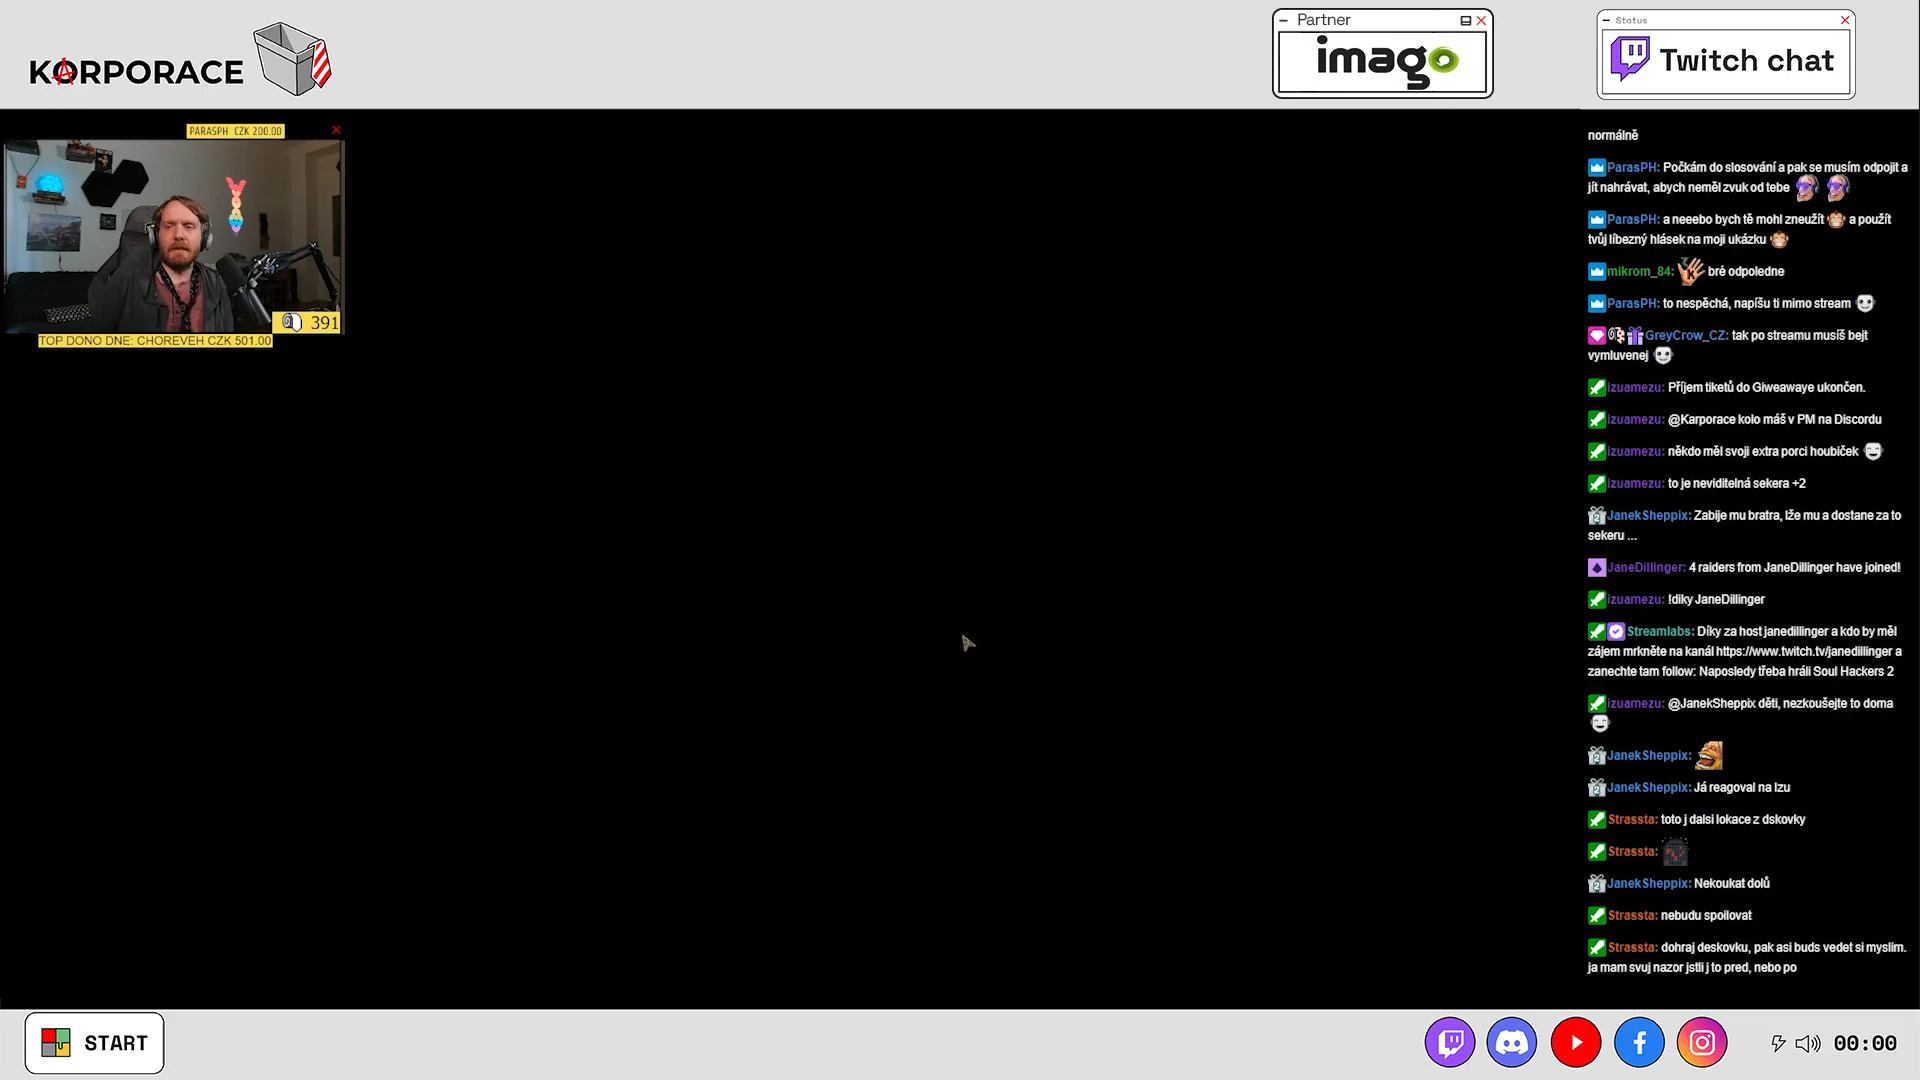 KORPORACE
Partner
imago
Status
Twitch chat
PARASPH CZK 200.00
391
TOP DONO DNE: CHOREVEH CZK 501.00
normálně
ParasPH: Počkám do slosování a pak se musím odpojit a
jít nahrávat, abych neměl zvuk od tebe
ParasPH: a neeebo bych tě mohl zneužít a použít
tvůj líbezný hlásek na moji ukázku
mikrom_84: bré odpoledne
ParasPH: to nespěchá, napíšu ti mimo stream
GreyCrow_CZ: tak po streamu musíš bejt
vymluvenej
Izuamezu: Příjem tiketů do Giweawaye ukončen.
Izuamezu: @Karporace kolo máš v PM na Discordu
Izuamezu: někdo měl svoji extra porci houbiček
Izuamezu: to je neviditelná sekera +2
JanekSheppix: Zabije mu bratra, lže mu a dostane za to
sekeru ...
JaneDillinger: 4 raiders from JaneDillinger have joined!
Izuamezu: !diky JaneDillinger
Streamlabs: Díky za host janedillinger a kdo by měl
zájem mrkněte na kanál https://www.twitch.tv/janedillinger a
zanechte tam follow: Naposledy třeba hráli Soul Hackers 2
Izuamezu: @JanekSheppix děti, nezkoušejte to doma
JanekSheppix:
JanekSheppix: Já reagoval na Izu
Strassta: toto j dalsi lokace z dskovky
Strassta:
JanekSheppix: Nekoukat dolů
Strassta: nebudu spoilovat
Strassta: dohraj deskovku, pak asi buds vedet si myslim.
ja mam svuj nazor jstli j to pred, nebo po
START
00:00